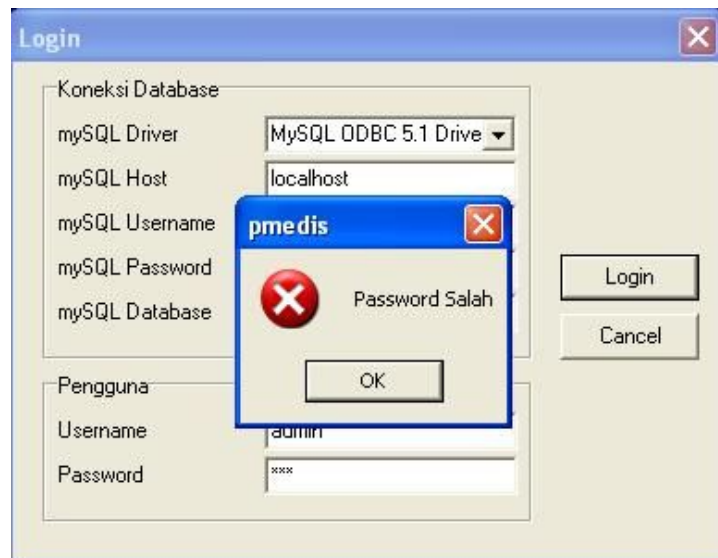 Login
Koneksi Database
mySQL Driver
MySQL ODBC 5.1 Drive
mySQL Host
localhost
mySQL Username
mySQL Password
mySQL Database
pmedis
Password Salah
OK
Login
Cancel
Pengguna
Username
admin
Password
***